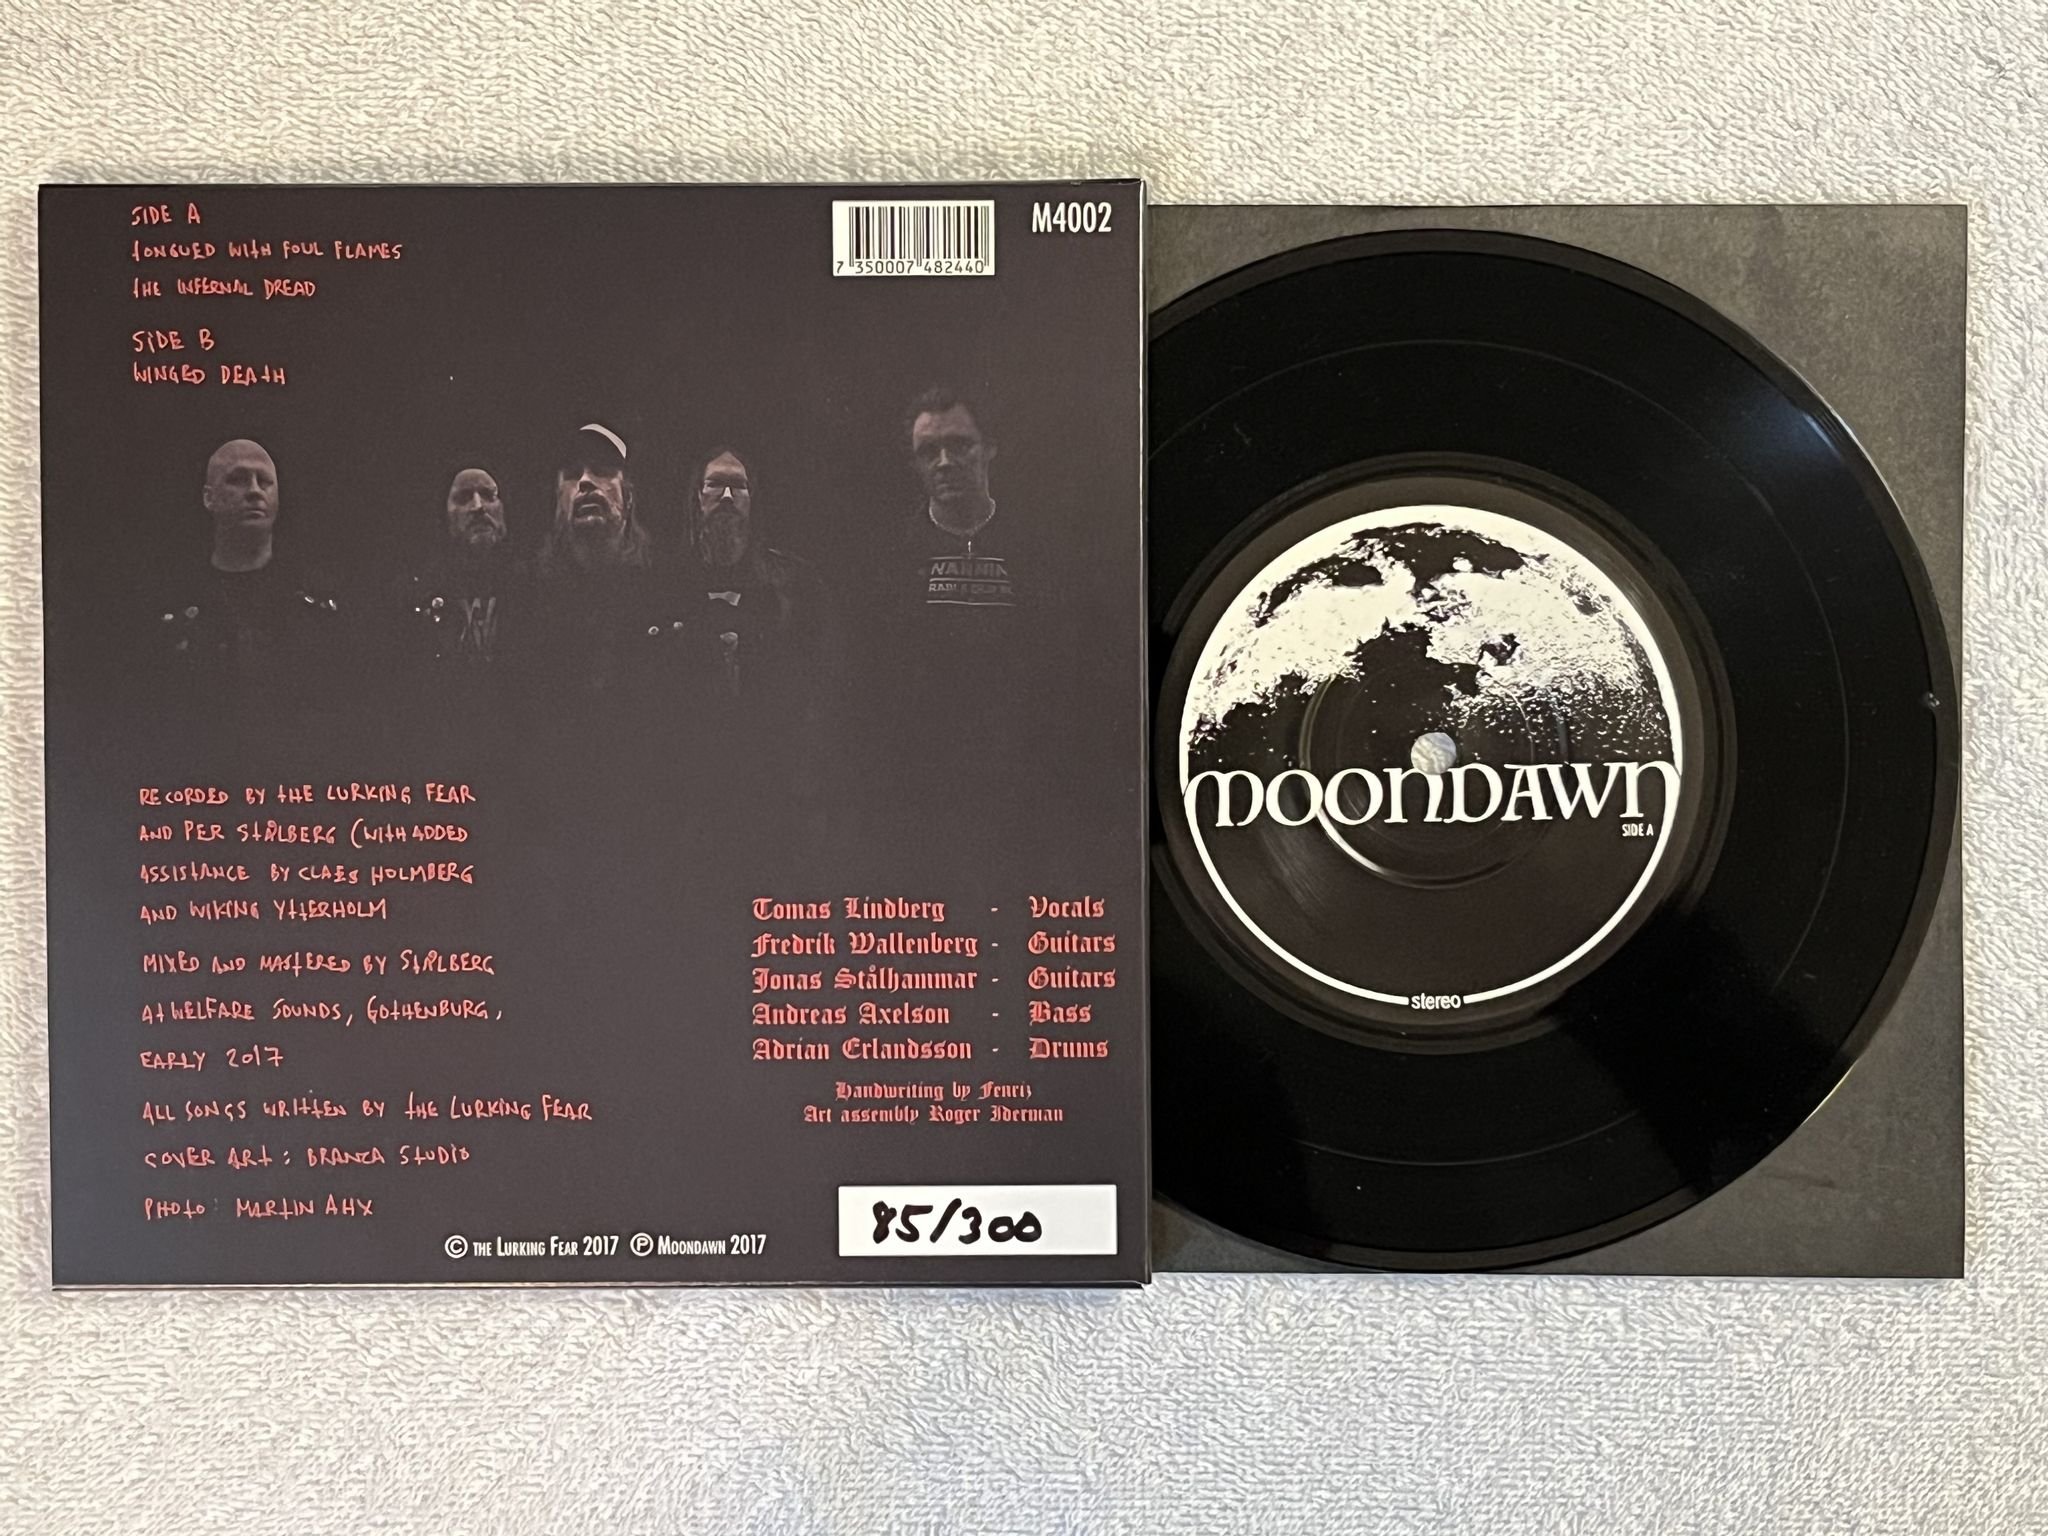 SIDE A
TONGUED WITH FOUL FLAMES
THE INFERNAL DREAD
SIDE B
WINGED DEATH
7 350007 482440
M4002
RECORDED BY THE LURKING FEAR
AND PER STÅLBERG (WITH ADDED
ASSISTANCE BY CLAES HOLMBERG
AND WIKING YTTERHOLM
MIXED AND MASTERED BY STÅLBERG
AT WELFARE SOUNDS, GOTHENBURG,
EARLY 2017
ALL SONGS WRITTEN BY THE LURKING FEAR
COVER ART: BRANCA STUDIO
PHOTO: MARTIN AHX
Tomas Lindberg - Vocals
Fredrik Wallenberg - Guitars
Jonas Stålhammar - Guitars
Andreas Axelson - Bass
Adrian Erlandsson - Drums
Handwriting by Fenriz
Art assembly Roger Iderman
85/300
© THE LURKING FEAR 2017 ℗ MOONDAWN 2017
MOONDAWN
SIDE A
stereo